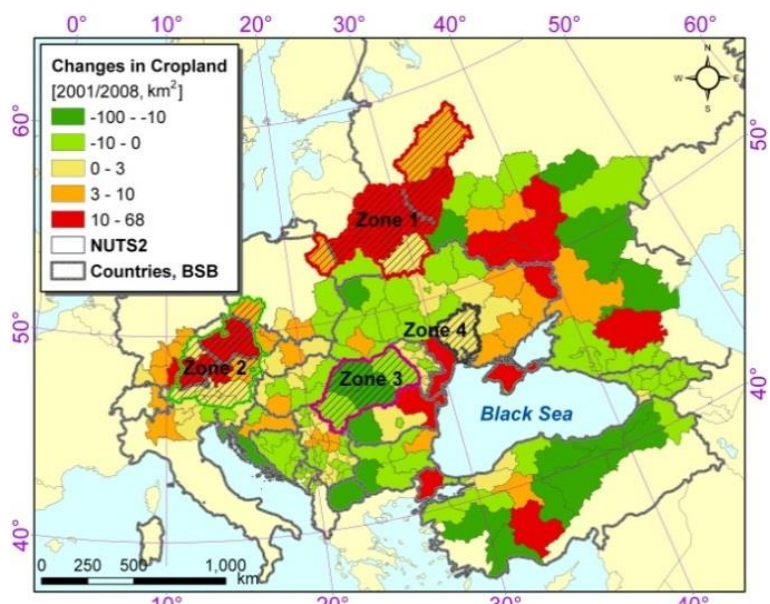 0° 10° 20° 30° 40° 50° 60°
Changes in Cropland
[2001/2008, km²]
-100 - -10
-10 - 0
0 - 3
3 - 10
10 - 68
NUTS2
Countries, BSB
N
W E
S
60°
50°
50°
40°
40°
Zone 1
Zone 4
Zone 2
Zone 3
Black Sea
0 250 500 1,000
km
10° 20° 30° 40°